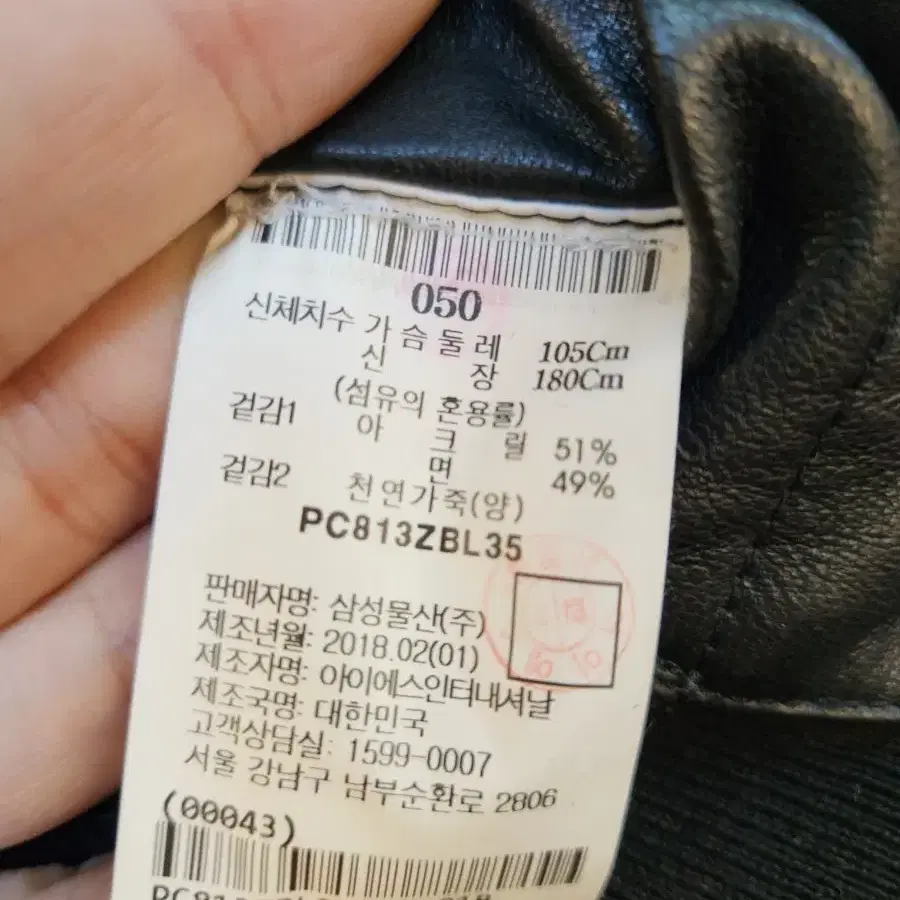 050
신체치수 가슴둘레 105Cm
신장 180Cm
(섬유의 혼용률)
겉감1 아크릴 51%
면 49%
겉감2 천연가죽(양)
PC813ZBL35
판매자명: 삼성물산(주)
제조년월: 2018.02(01)
제조자명: 아이에스인터내셔날
제조국명: 대한민국
고객상담실: 1599-0007
서울 강남구 남부순환로 2806
(00043)